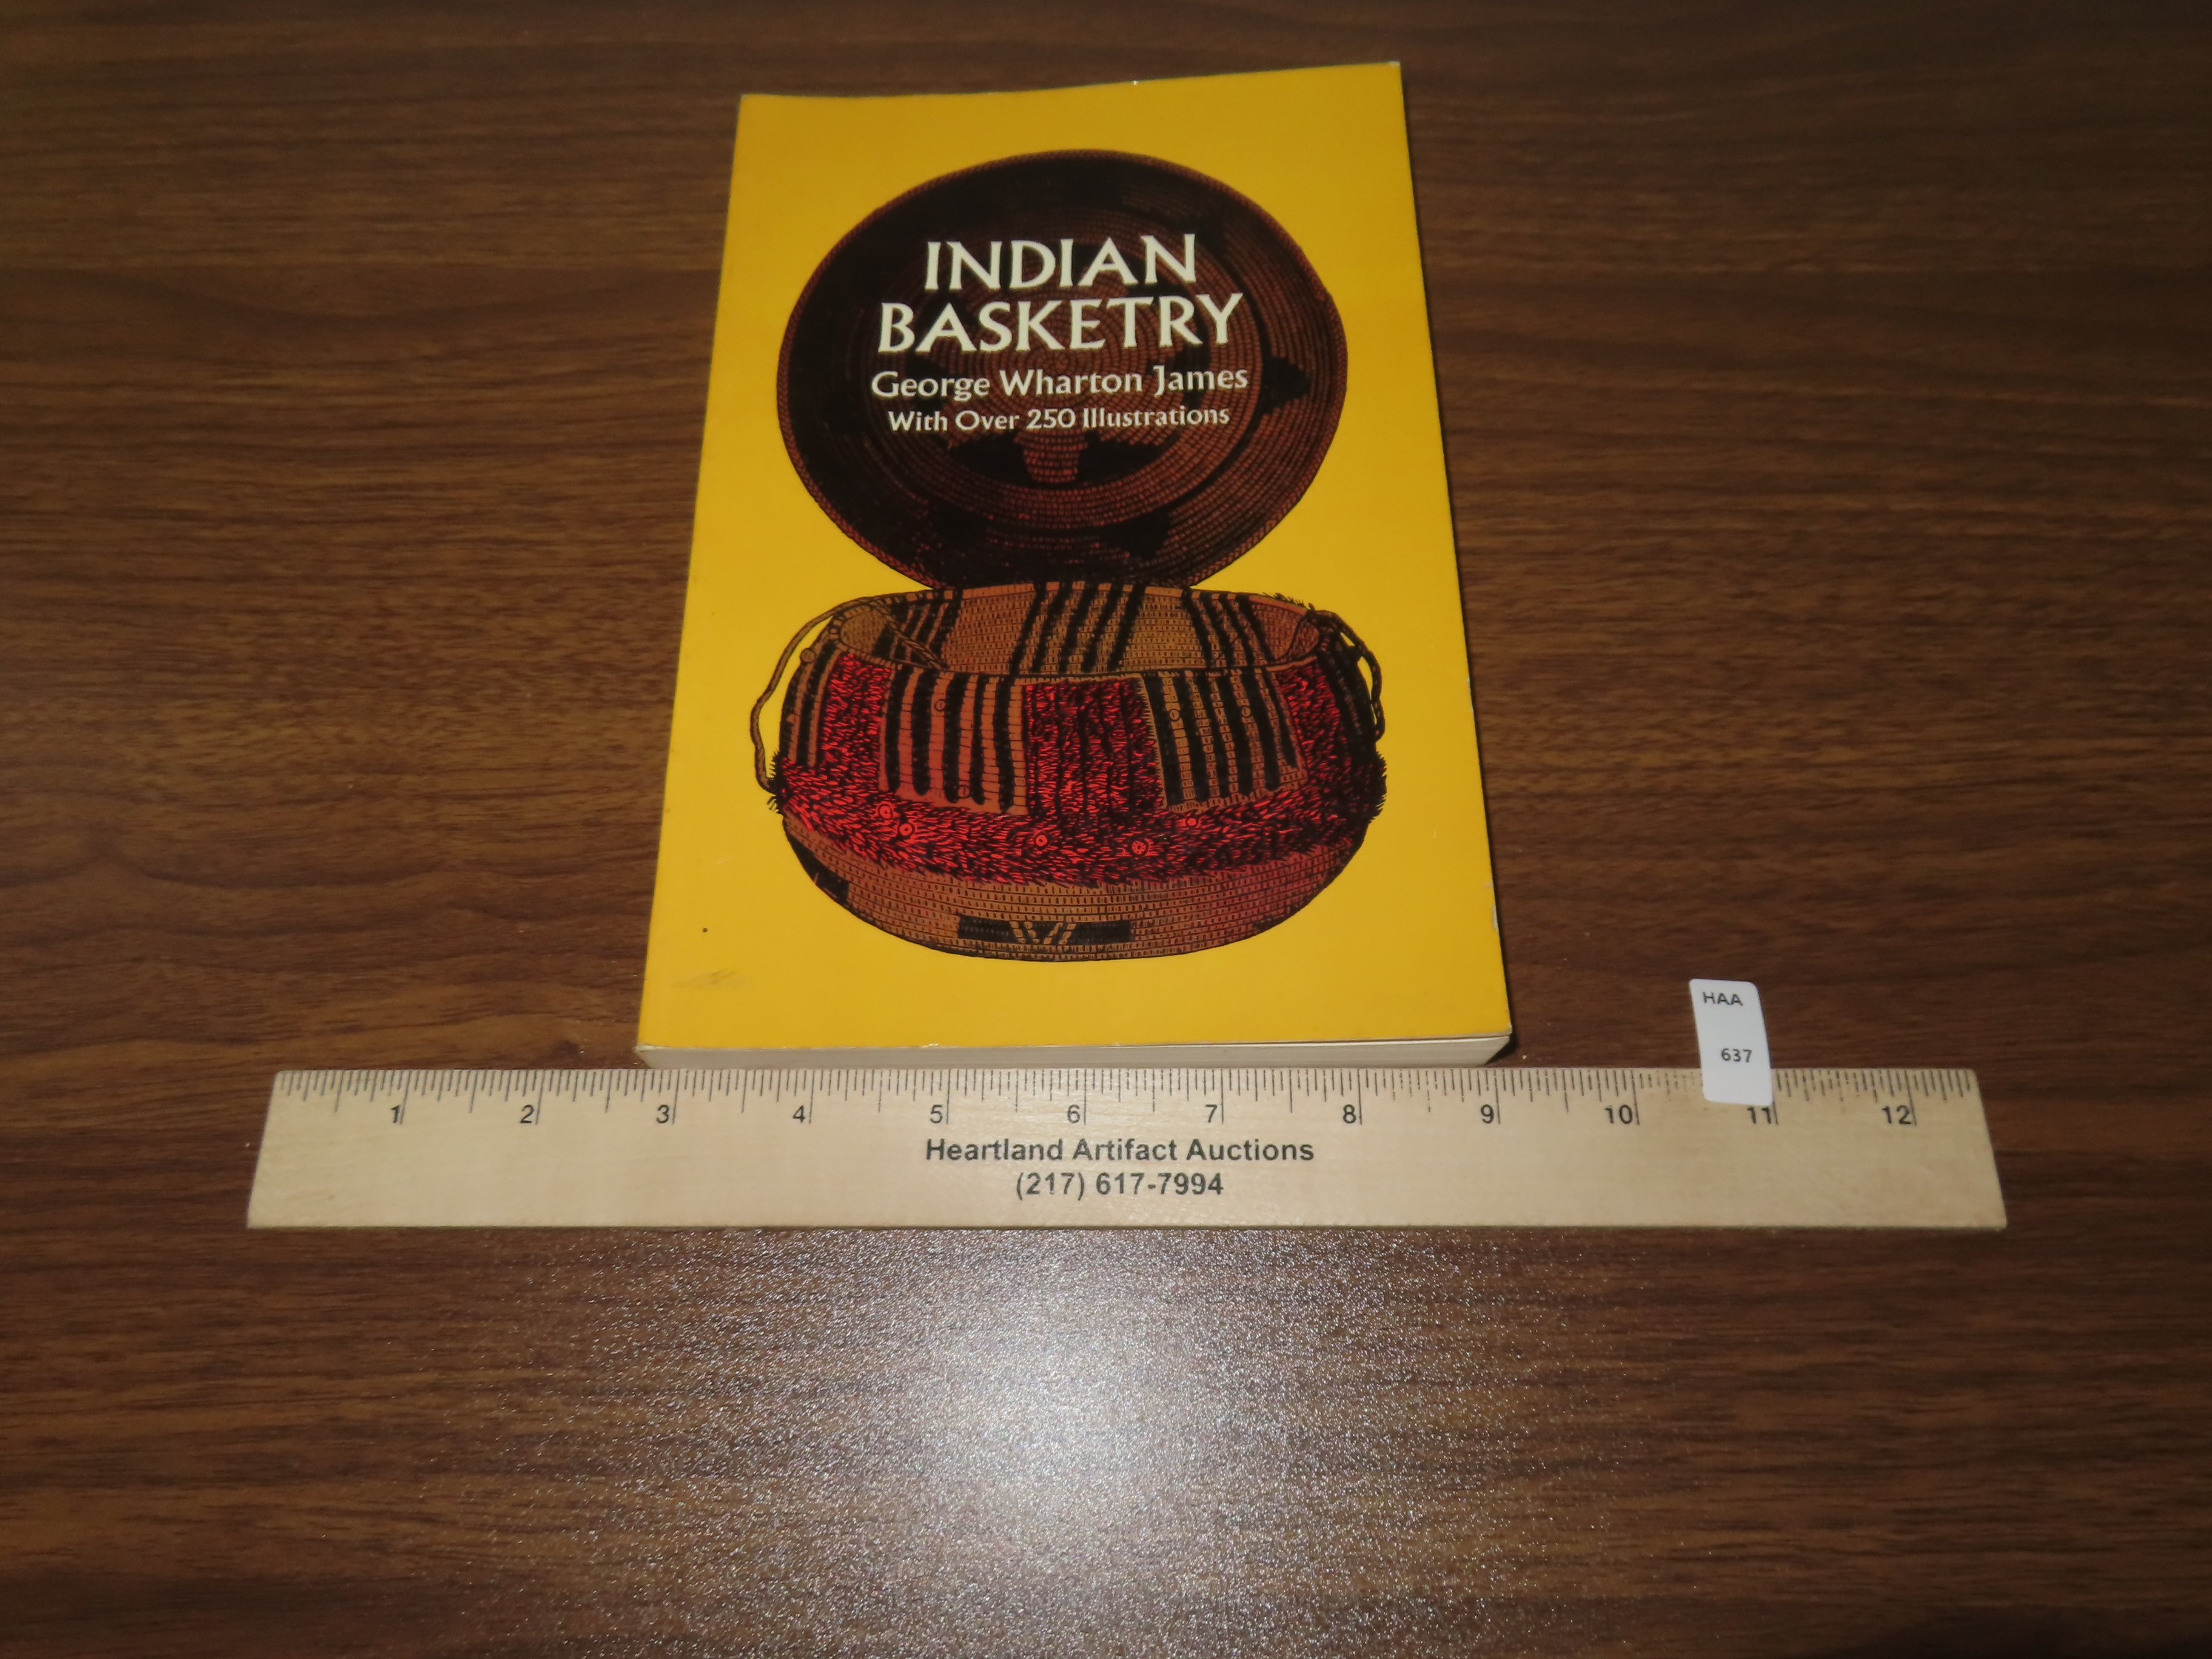 INDIAN
BASKETRY
George Wharton James
With Over 250 Illustrations
HAA
637
1 2 3 4 5 6 7 8 9 10 11 12
Heartland Artifact Auctions
(217) 617-7994